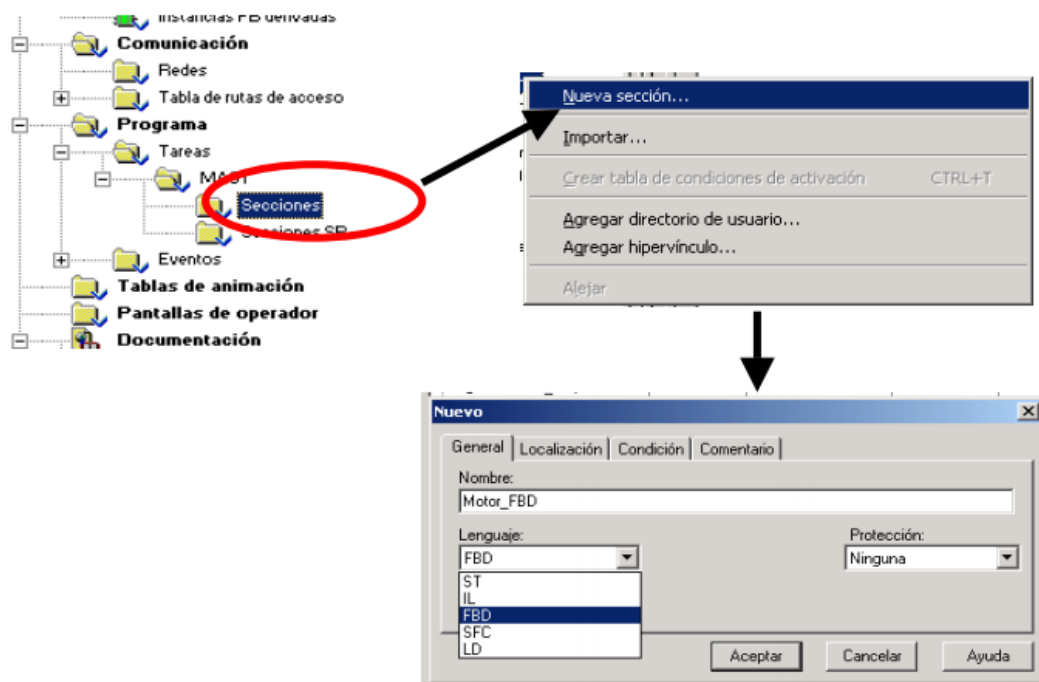 Instancias FB derivadas
Comunicación
Redes
Tabla de rutas de acceso
Programa
Tareas
MAST
Secciones
Secciones SR
Eventos
Tablas de animación
Pantallas de operador
Documentación
Nueva sección...
Importar...
Crear tabla de condiciones de activación CTRL+T
Agregar directorio de usuario...
Agregar hipervínculo...
Alejar
Nuevo
General Localización Condición Comentario
Nombre:
Motor_FBD
Lenguaje: Protección:
FBD Ninguna
ST
IL
FBD
SFC
LD
Aceptar Cancelar Ayuda